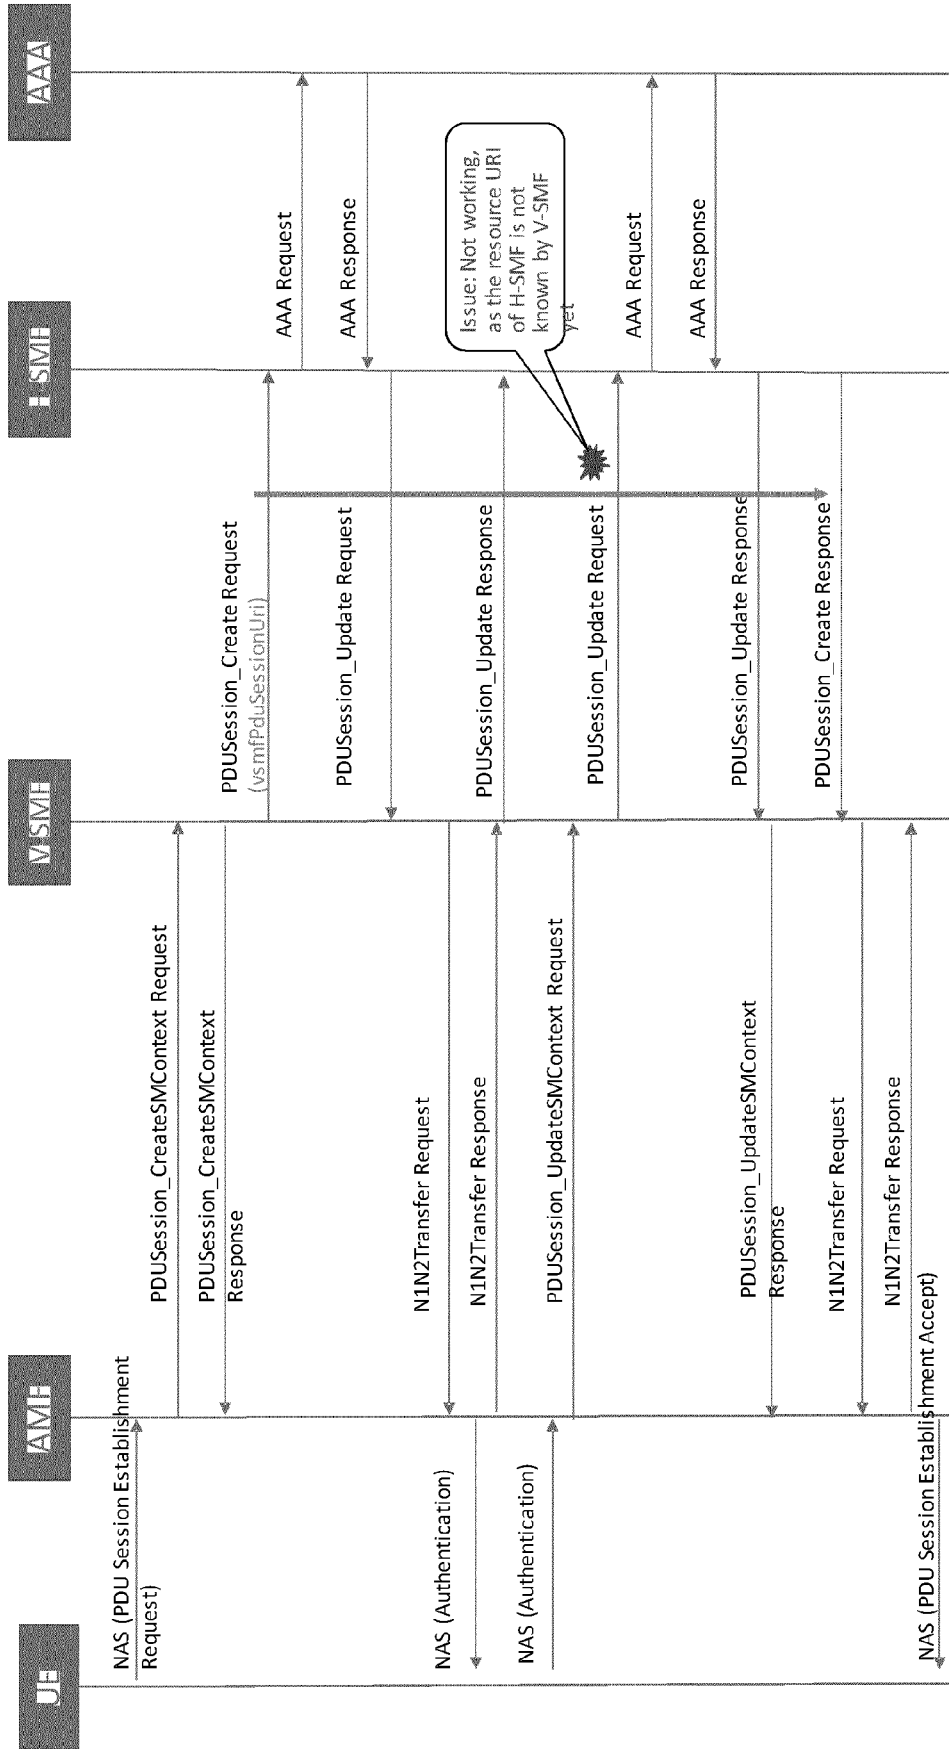 UE
AMF
V-SMF
H-SMF
AAA
NAS (PDU Session Establishment
Request)
PDUSession_CreateSMContext Request
PDUSession_CreateSMContext
Response
PDUSession_Create Request
(vsmfPduSessionUri)
AAA Request
AAA Response
PDUSession_Update Request
N1N2Transfer Request
NAS (Authentication)
N1N2Transfer Response
PDUSession_Update Response
Issue: Not working,
as the resource URI
of H-SMF is not
known by V-SMF
yet
NAS (Authentication)
PDUSession_UpdateSMContext Request
PDUSession_Update Request
AAA Request
AAA Response
PDUSession_Update Response
PDUSession_UpdateSMContext
Response
PDUSession_Create Response
N1N2Transfer Request
N1N2Transfer Response
NAS (PDU Session Establishment Accept)